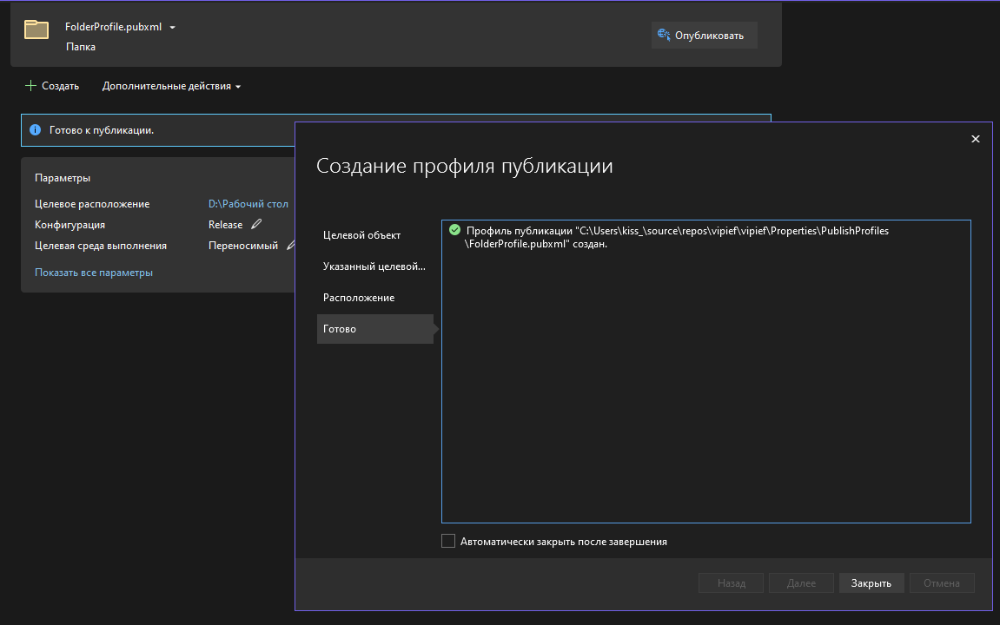 FolderProfile.pubxml
Папка
Опубликовать
Создать
Дополнительные действия
Готово к публикации.
Параметры
Целевое расположение
D:\Рабочий стол
Конфигурация
Release
Целевая среда выполнения
Переносимый
Показать все параметры
Создание профиля публикации
Целевой объект
Указанный целевой...
Расположение
Готово
Профиль публикации "C:\Users\kiss_\source\repos\vipief\vipief\Properties\PublishProfiles
\FolderProfile.pubxml" создан.
Автоматически закрыть после завершения
Назад
Далее
Закрыть
Отмена